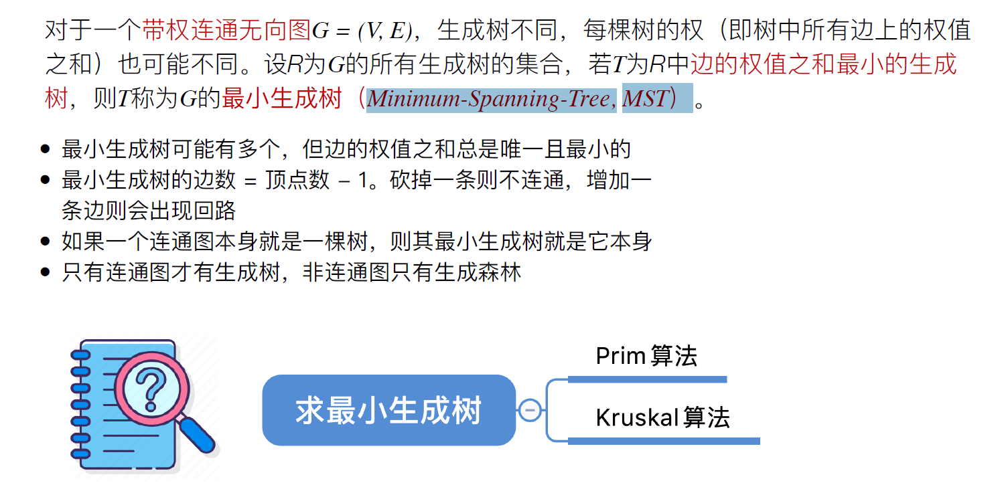 对于一个带权连通无向图G = (V, E)，生成树不同，每棵树的权（即树中所有边上的权值
之和）也可能不同。设R为G的所有生成树的集合，若T为R中边的权值之和最小的生成
树，则T称为G的最小生成树（Minimum-Spanning-Tree, MST）。
• 最小生成树可能有多个，但边的权值之和总是唯一且最小的
• 最小生成树的边数 = 顶点数 – 1。砍掉一条则不连通，增加一
条边则会出现回路
• 如果一个连通图本身就是一棵树，则其最小生成树就是它本身
• 只有连通图才有生成树，非连通图只有生成森林
?
求最小生成树
Prim 算法
Kruskal 算法